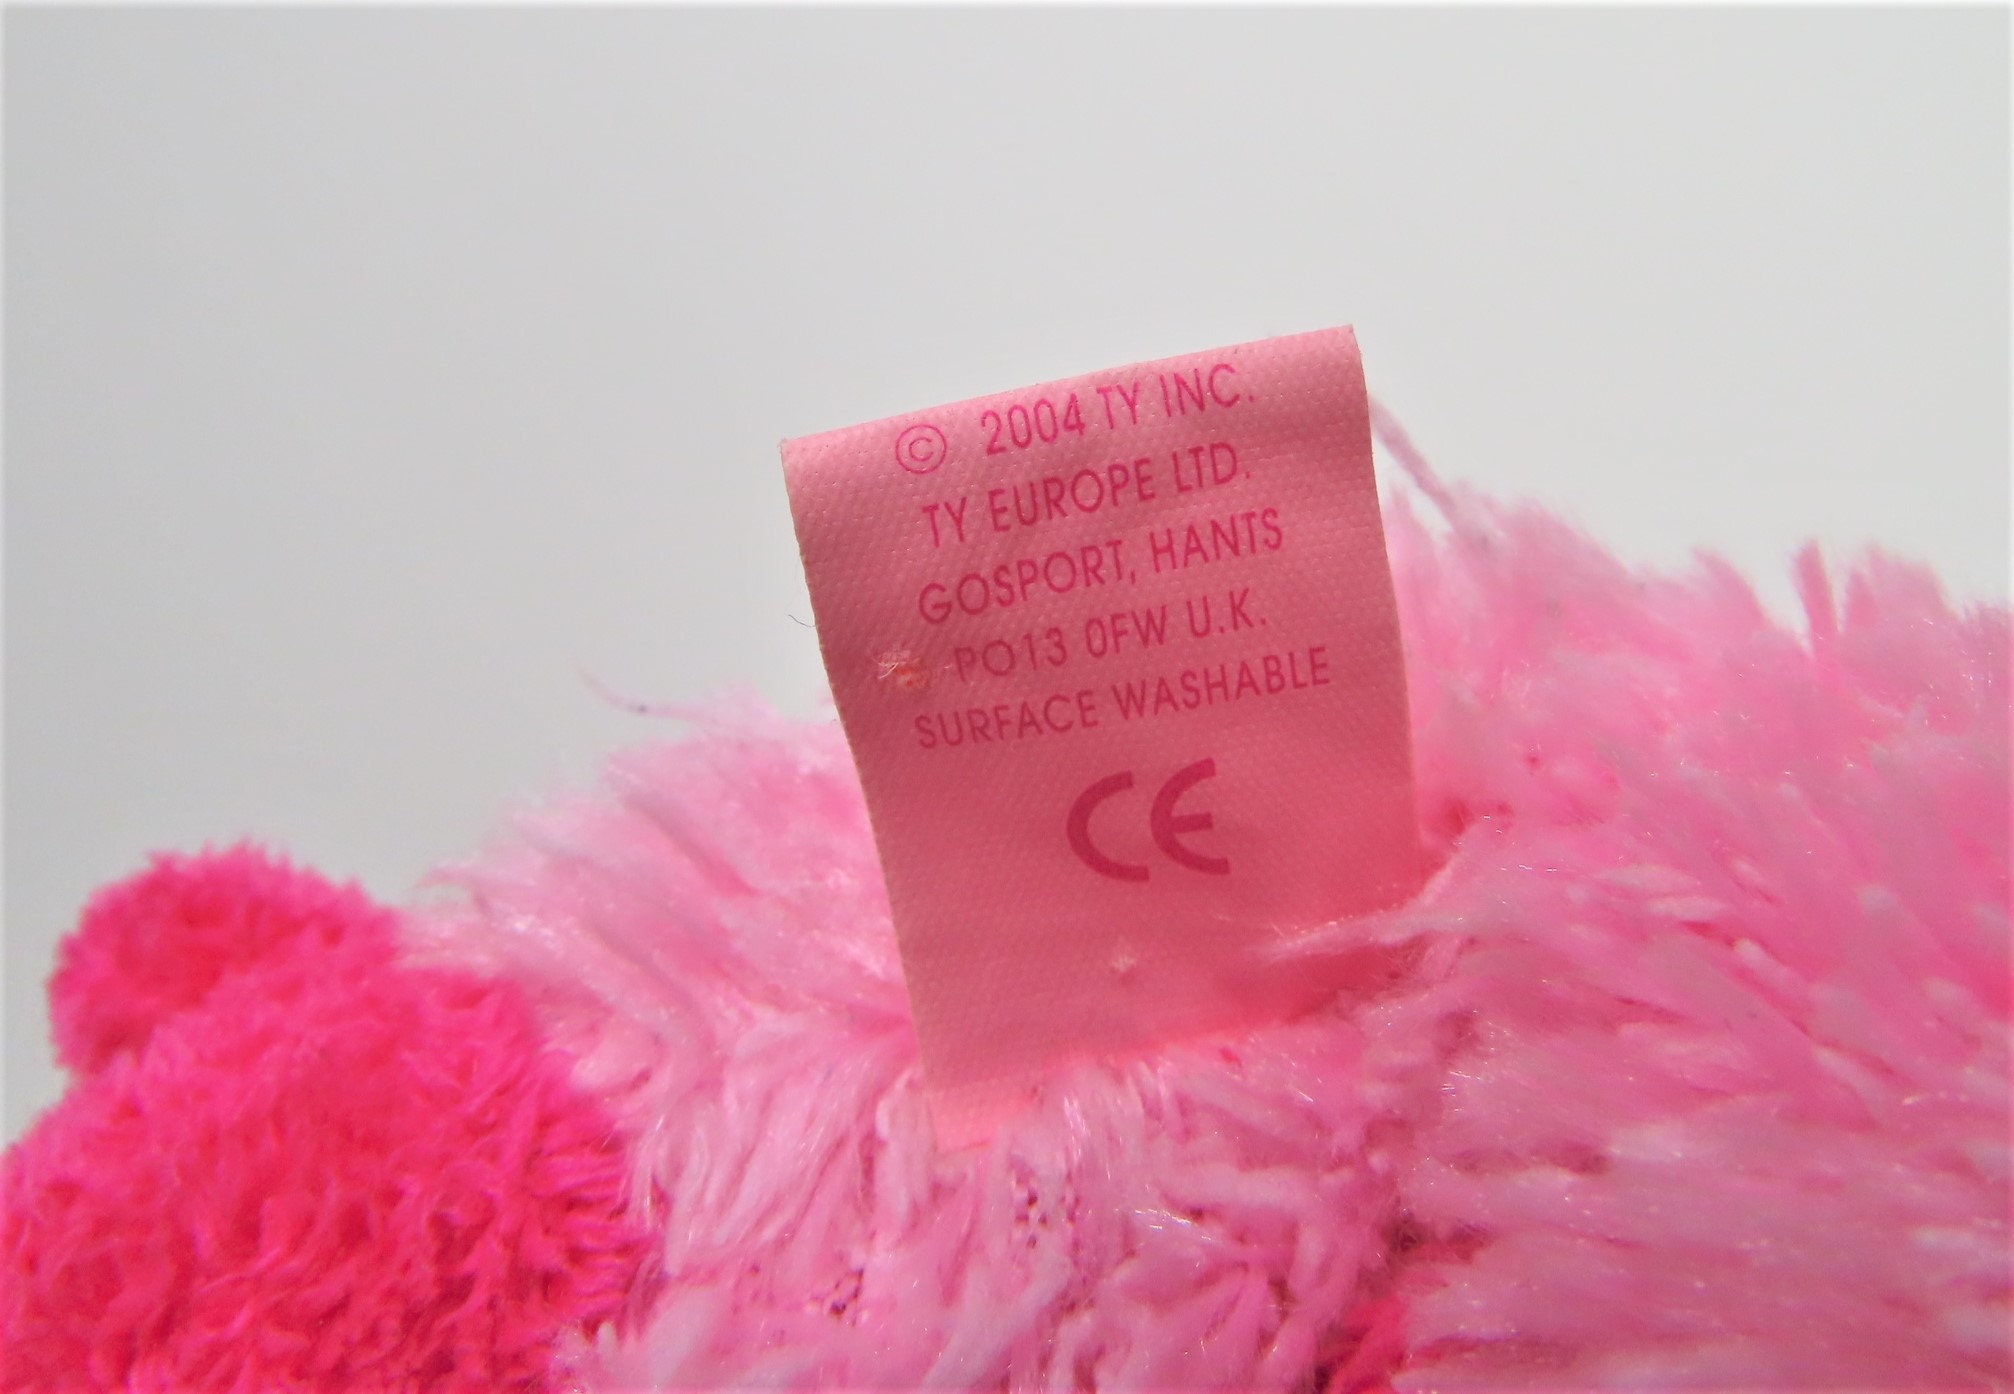 © 2004 TY INC.
TY EUROPE LTD.
GOSPORT, HANTS
PO13 0FW U.K.
SURFACE WASHABLE
CE